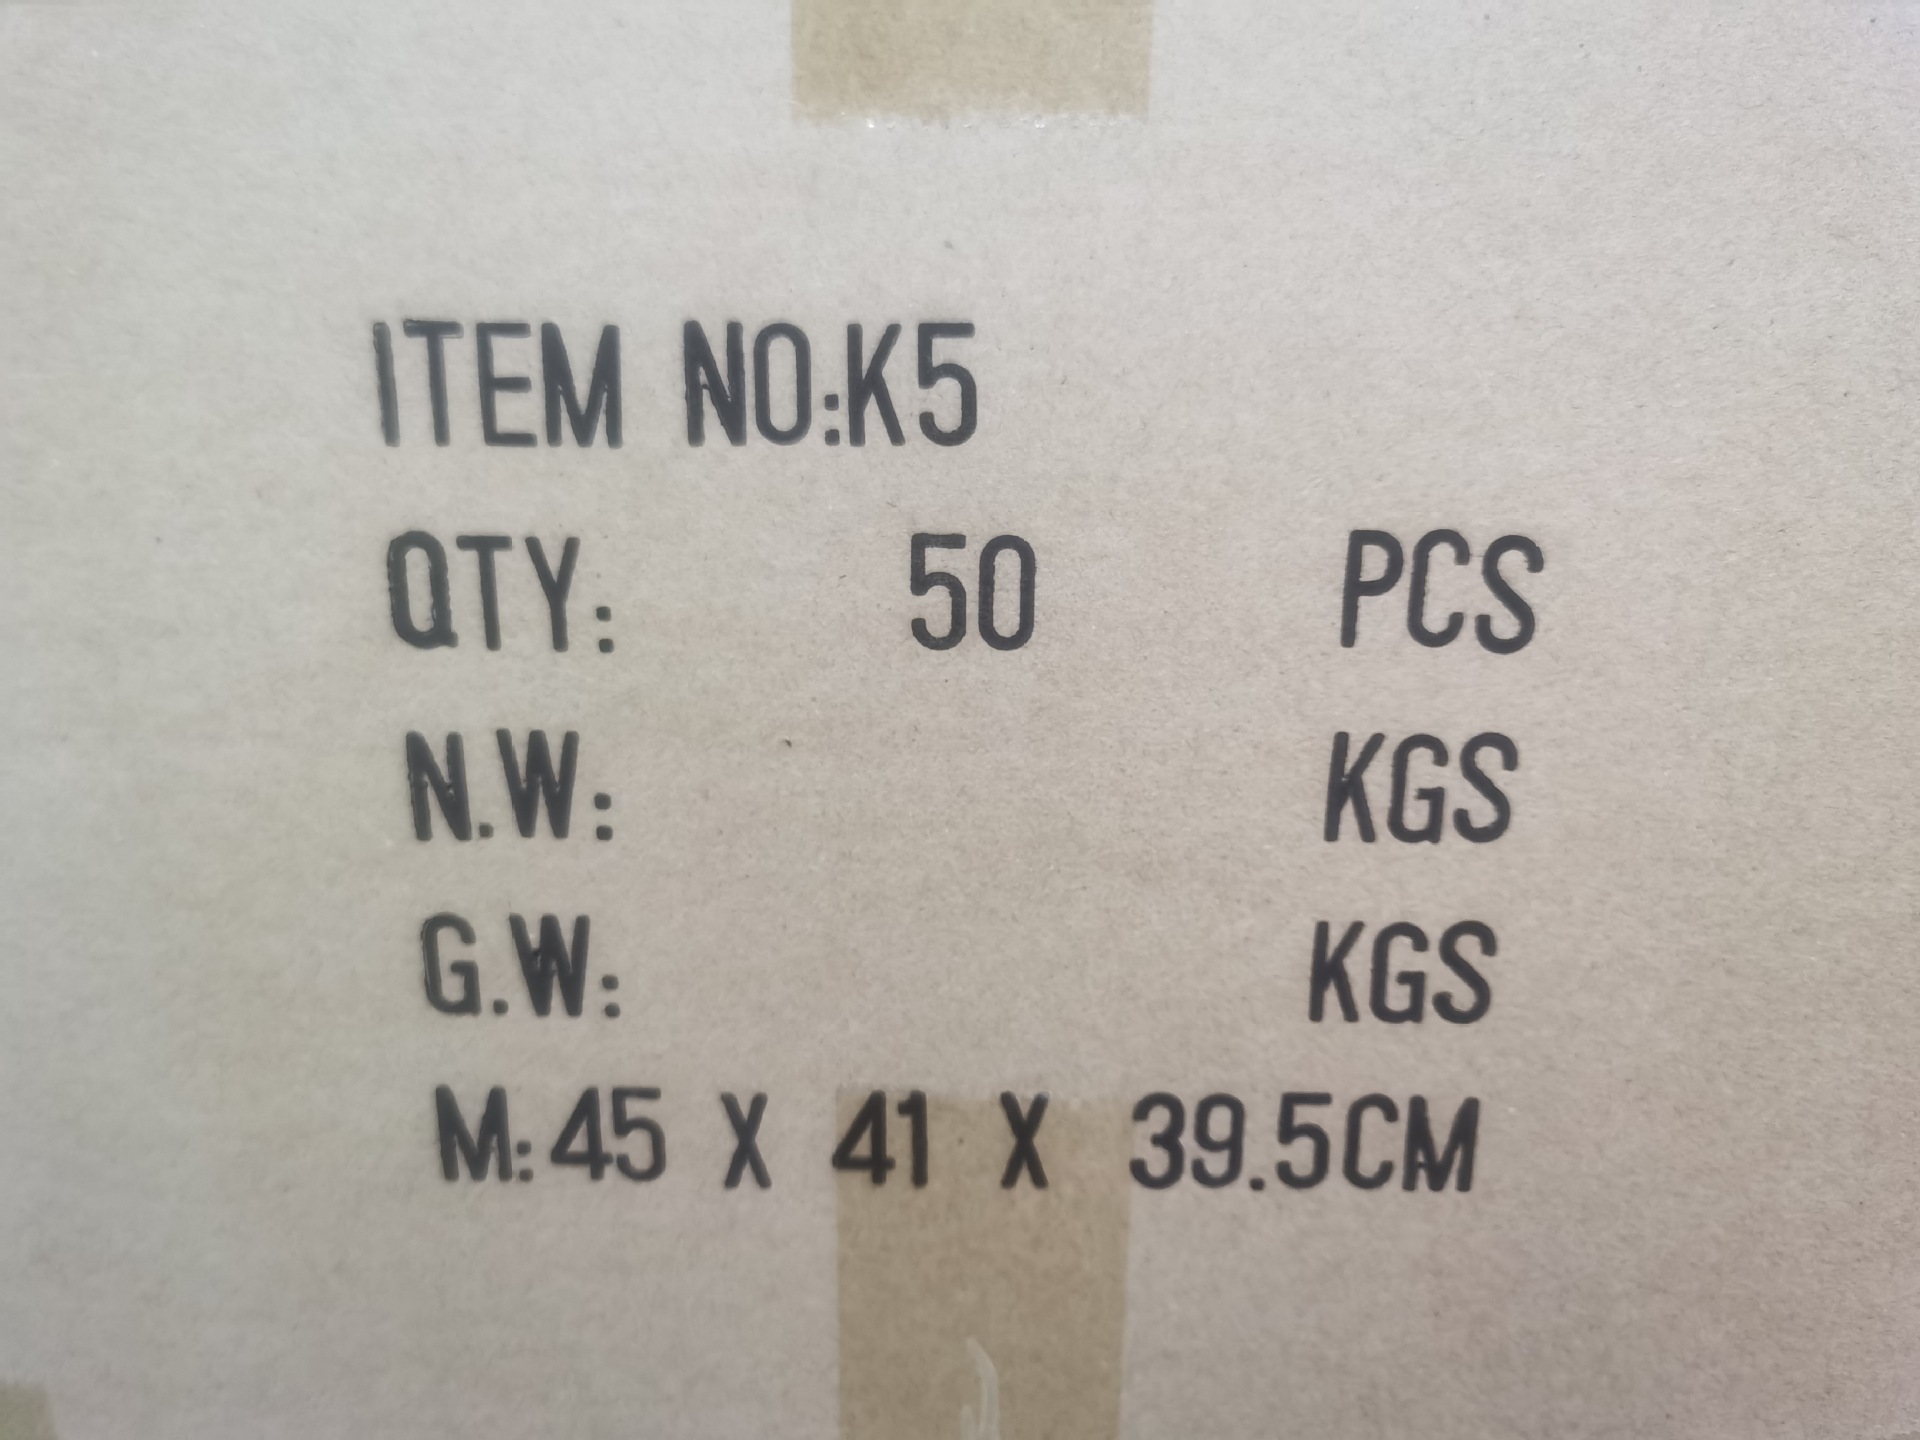 ITEM NO:K5
QTY: 50 PCS
N.W: KGS
G.W: KGS
M:45 X 41 X 39.5CM